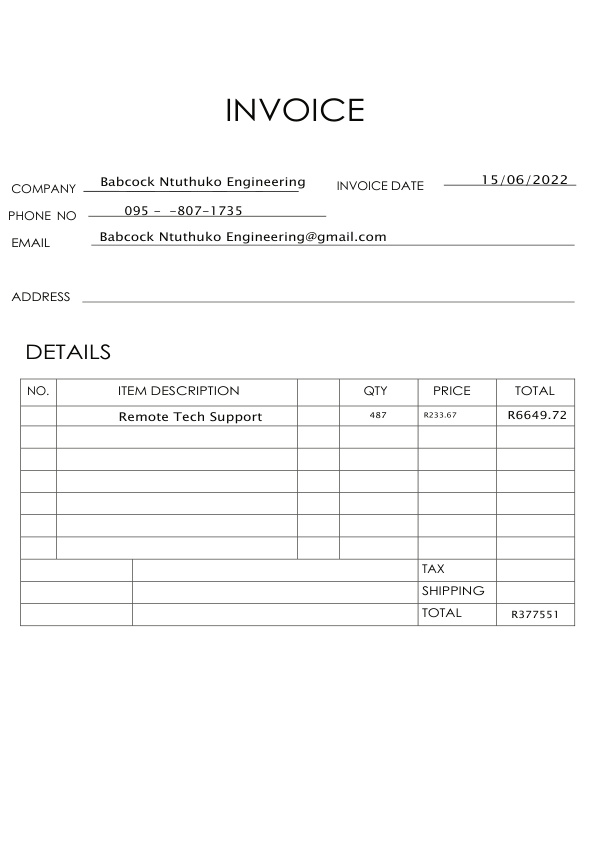 INVOICE
COMPANY Babcock Ntuthuko Engineering INVOICE DATE 15/06/2022
PHONE NO 095 - -807-1735
EMAIL Babcock Ntuthuko Engineering@gmail.com
ADDRESS
DETAILS
NO. ITEM DESCRIPTION QTY PRICE TOTAL
Remote Tech Support 487 R233.67 R6649.72
TAX
SHIPPING
TOTAL R377551